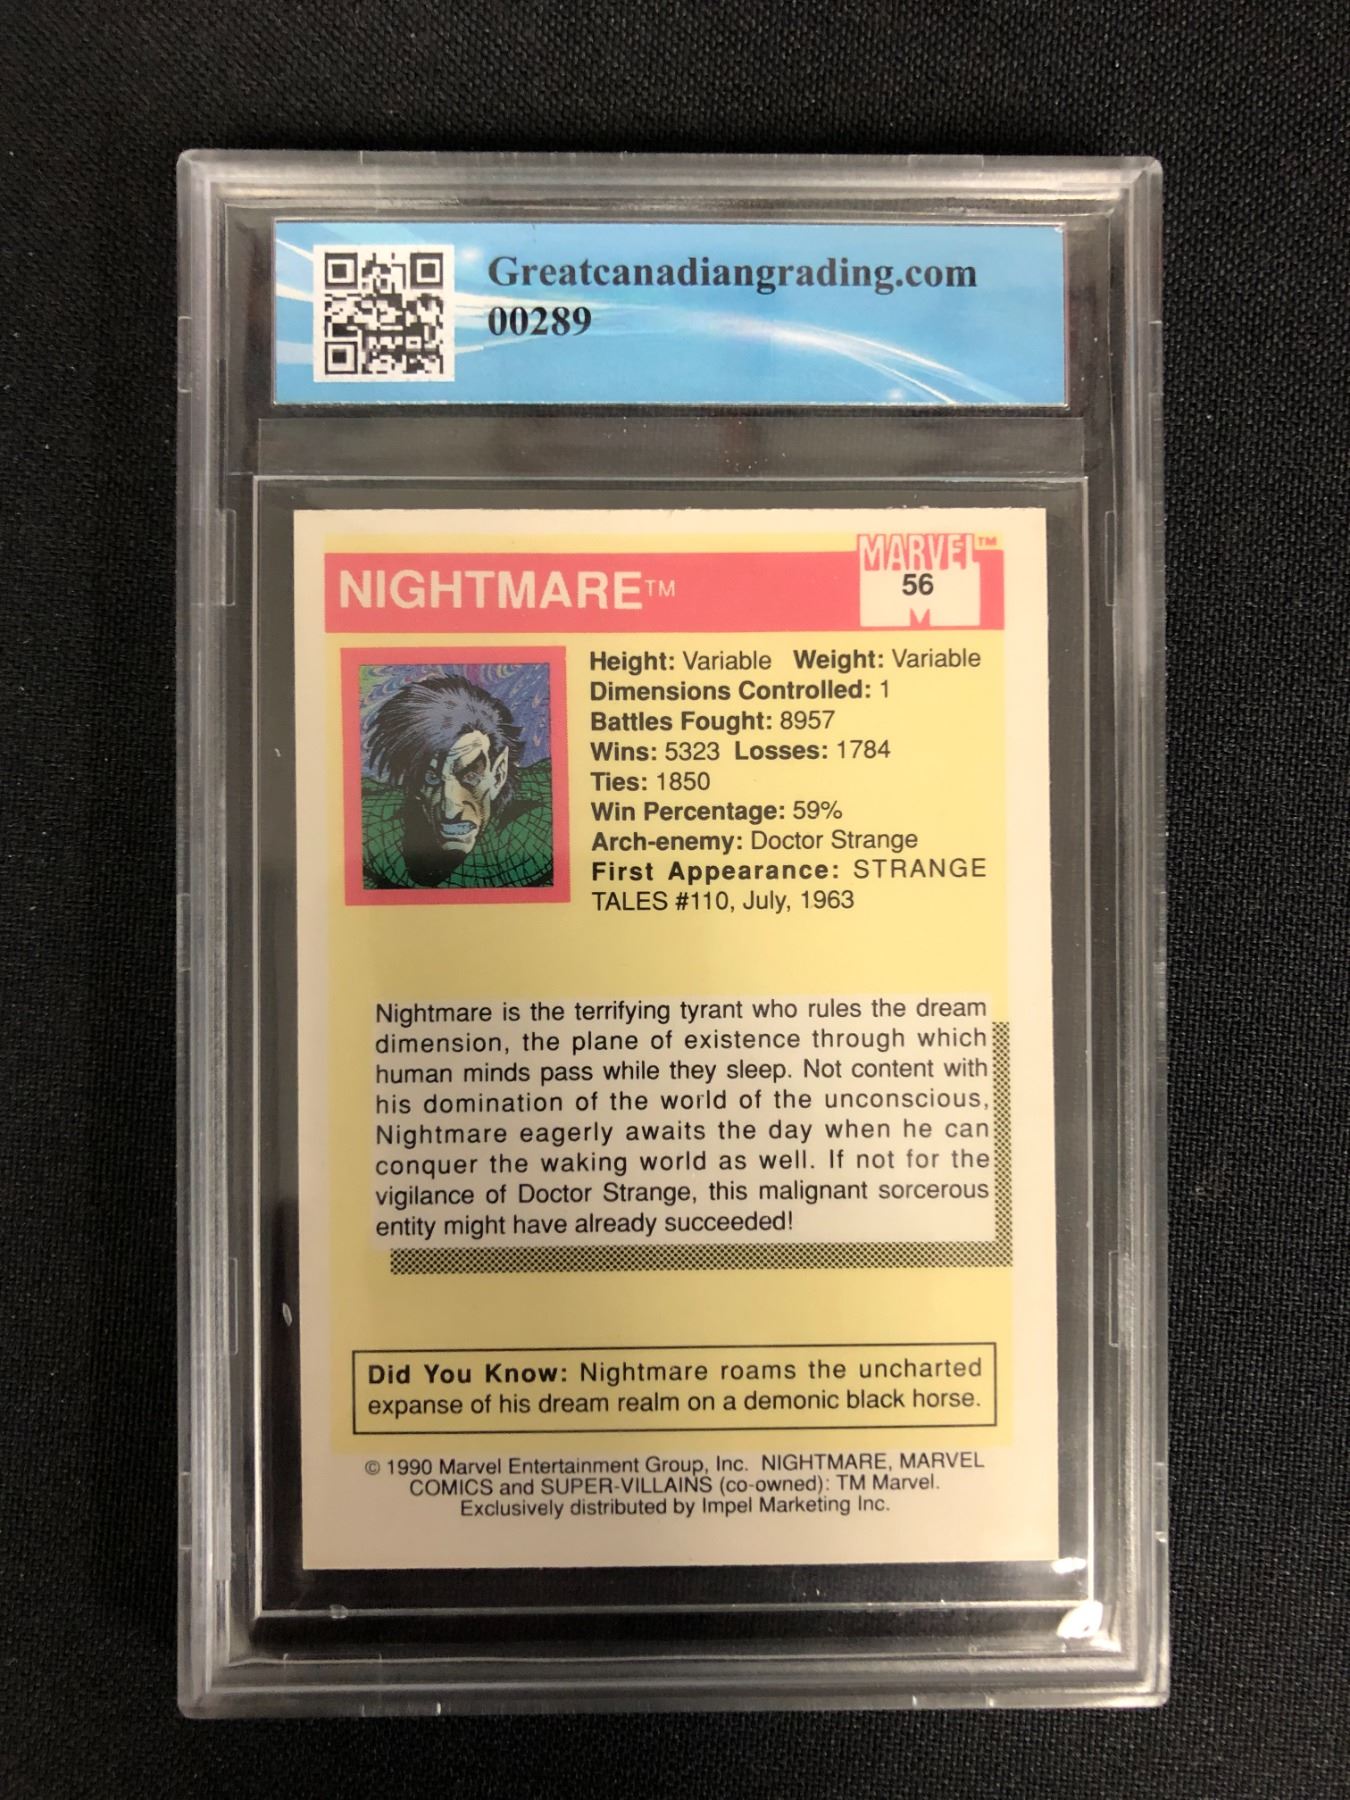 Greatcanadiangrading.com
00289
MARVEL™
NIGHTMARE™
56
Height: Variable Weight: Variable
Dimensions Controlled: 1
Battles Fought: 8957
Wins: 5323 Losses: 1784
Ties: 1850
Win Percentage: 59%
Arch-enemy: Doctor Strange
First Appearance: STRANGE
TALES #110, July, 1963
Nightmare is the terrifying tyrant who rules the dream
dimension, the plane of existence through which
human minds pass while they sleep. Not content with
his domination of the world of the unconscious,
Nightmare eagerly awaits the day when he can
conquer the waking world as well. If not for the
vigilance of Doctor Strange, this malignant sorcerous
entity might have already succeeded!
Did You Know: Nightmare roams the uncharted
expanse of his dream realm on a demonic black horse.
© 1990 Marvel Entertainment Group, Inc. NIGHTMARE, MARVEL
COMICS and SUPER-VILLAINS (co-owned): TM Marvel.
Exclusively distributed by Impel Marketing Inc.